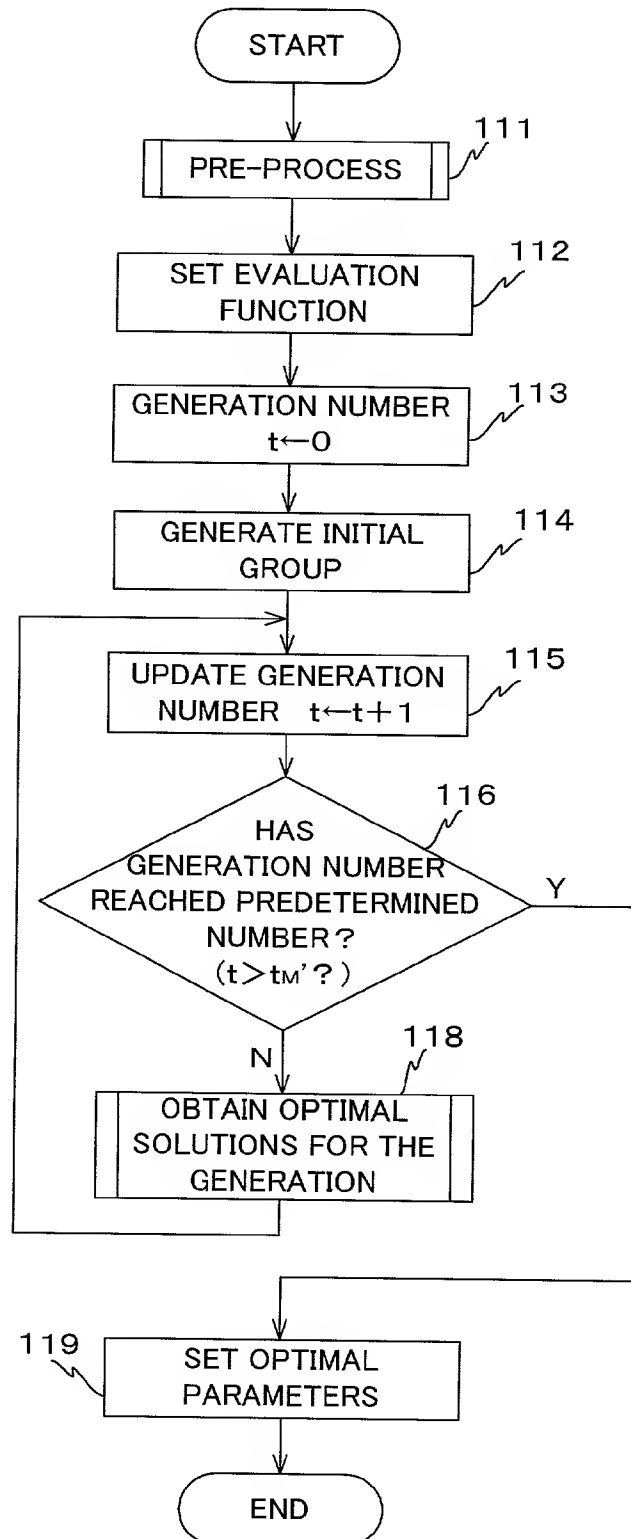 START
111
PRE-PROCESS
112
SET EVALUATION
FUNCTION
113
GENERATION NUMBER
t←0
114
GENERATE INITIAL
GROUP
115
UPDATE GENERATION
NUMBER t←t+1
116
HAS
GENERATION NUMBER
REACHED PREDETERMINED
NUMBER?
(t>tM'?)
Y
N
118
OBTAIN OPTIMAL
SOLUTIONS FOR THE
GENERATION
119
SET OPTIMAL
PARAMETERS
END